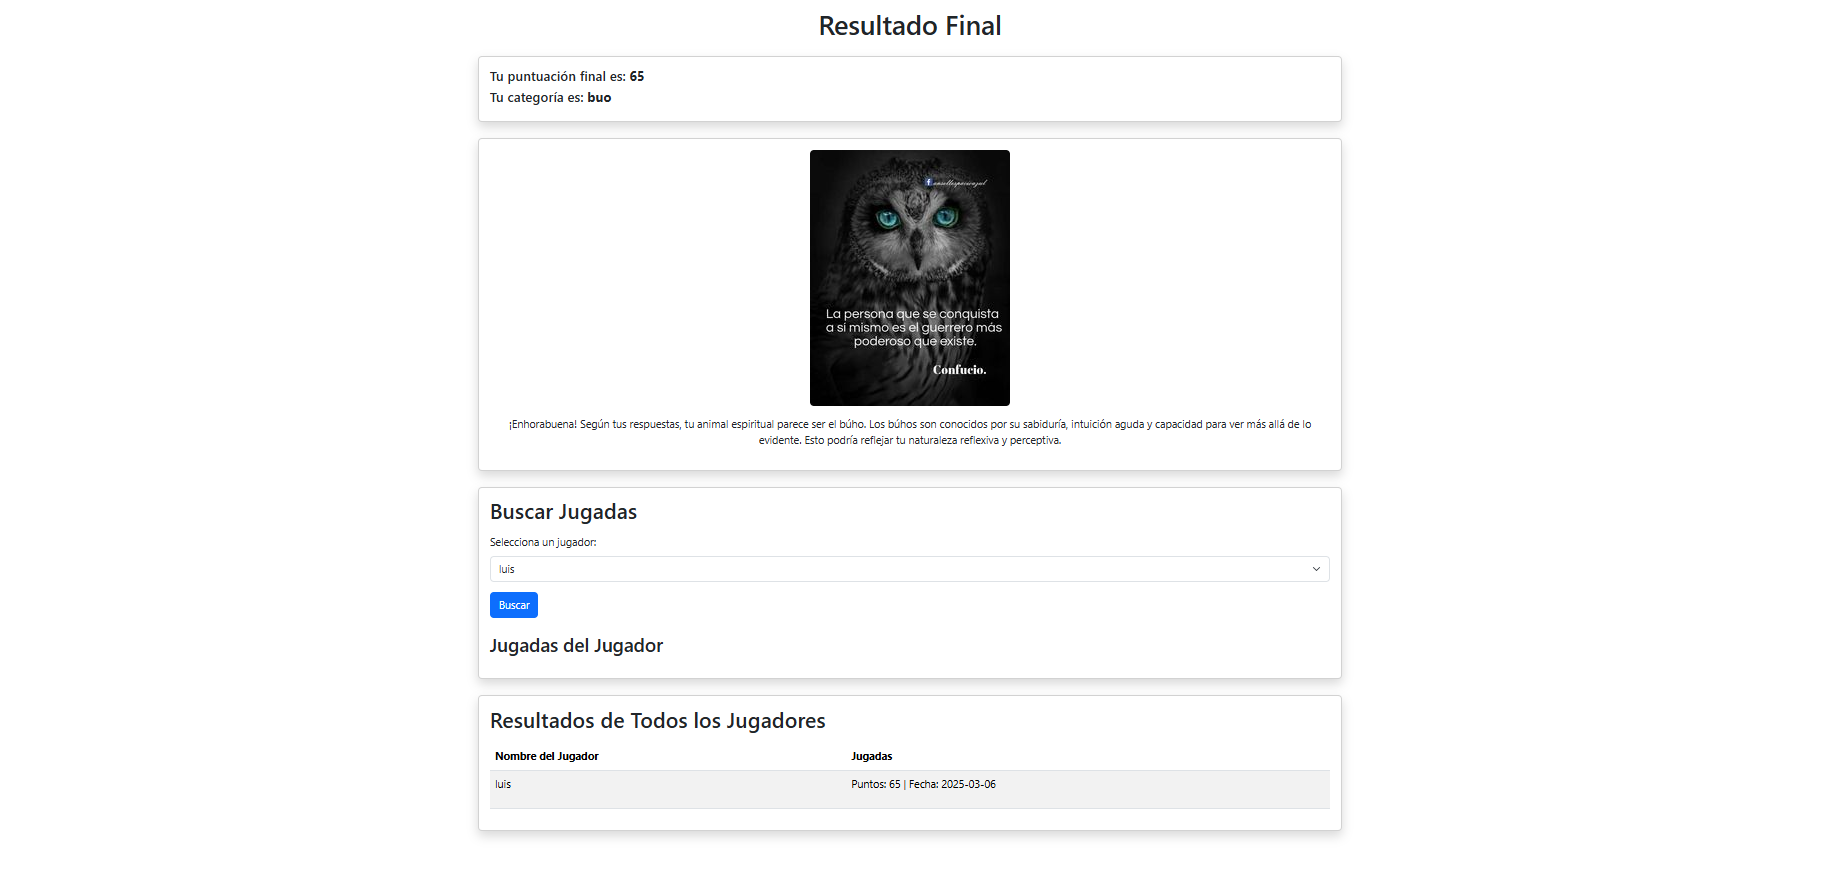 Resultado Final
Tu puntuación final es: 65
Tu categoría es: buo
La persona que se conquista
a sí mismo es el guerrero más
poderoso que existe.
Confucio.
¡Enhorabuena! Según tus respuestas, tu animal espiritual parece ser el búho. Los búhos son conocidos por su sabiduría, intuición aguda y capacidad para ver más allá de lo
evidente. Esto podría reflejar tu naturaleza reflexiva y perceptiva.
Buscar Jugadas
Selecciona un jugador:
luis
Buscar
Jugadas del Jugador
Resultados de Todos los Jugadores
Nombre del Jugador Jugadas
luis Puntos: 65 | Fecha: 2025-03-06